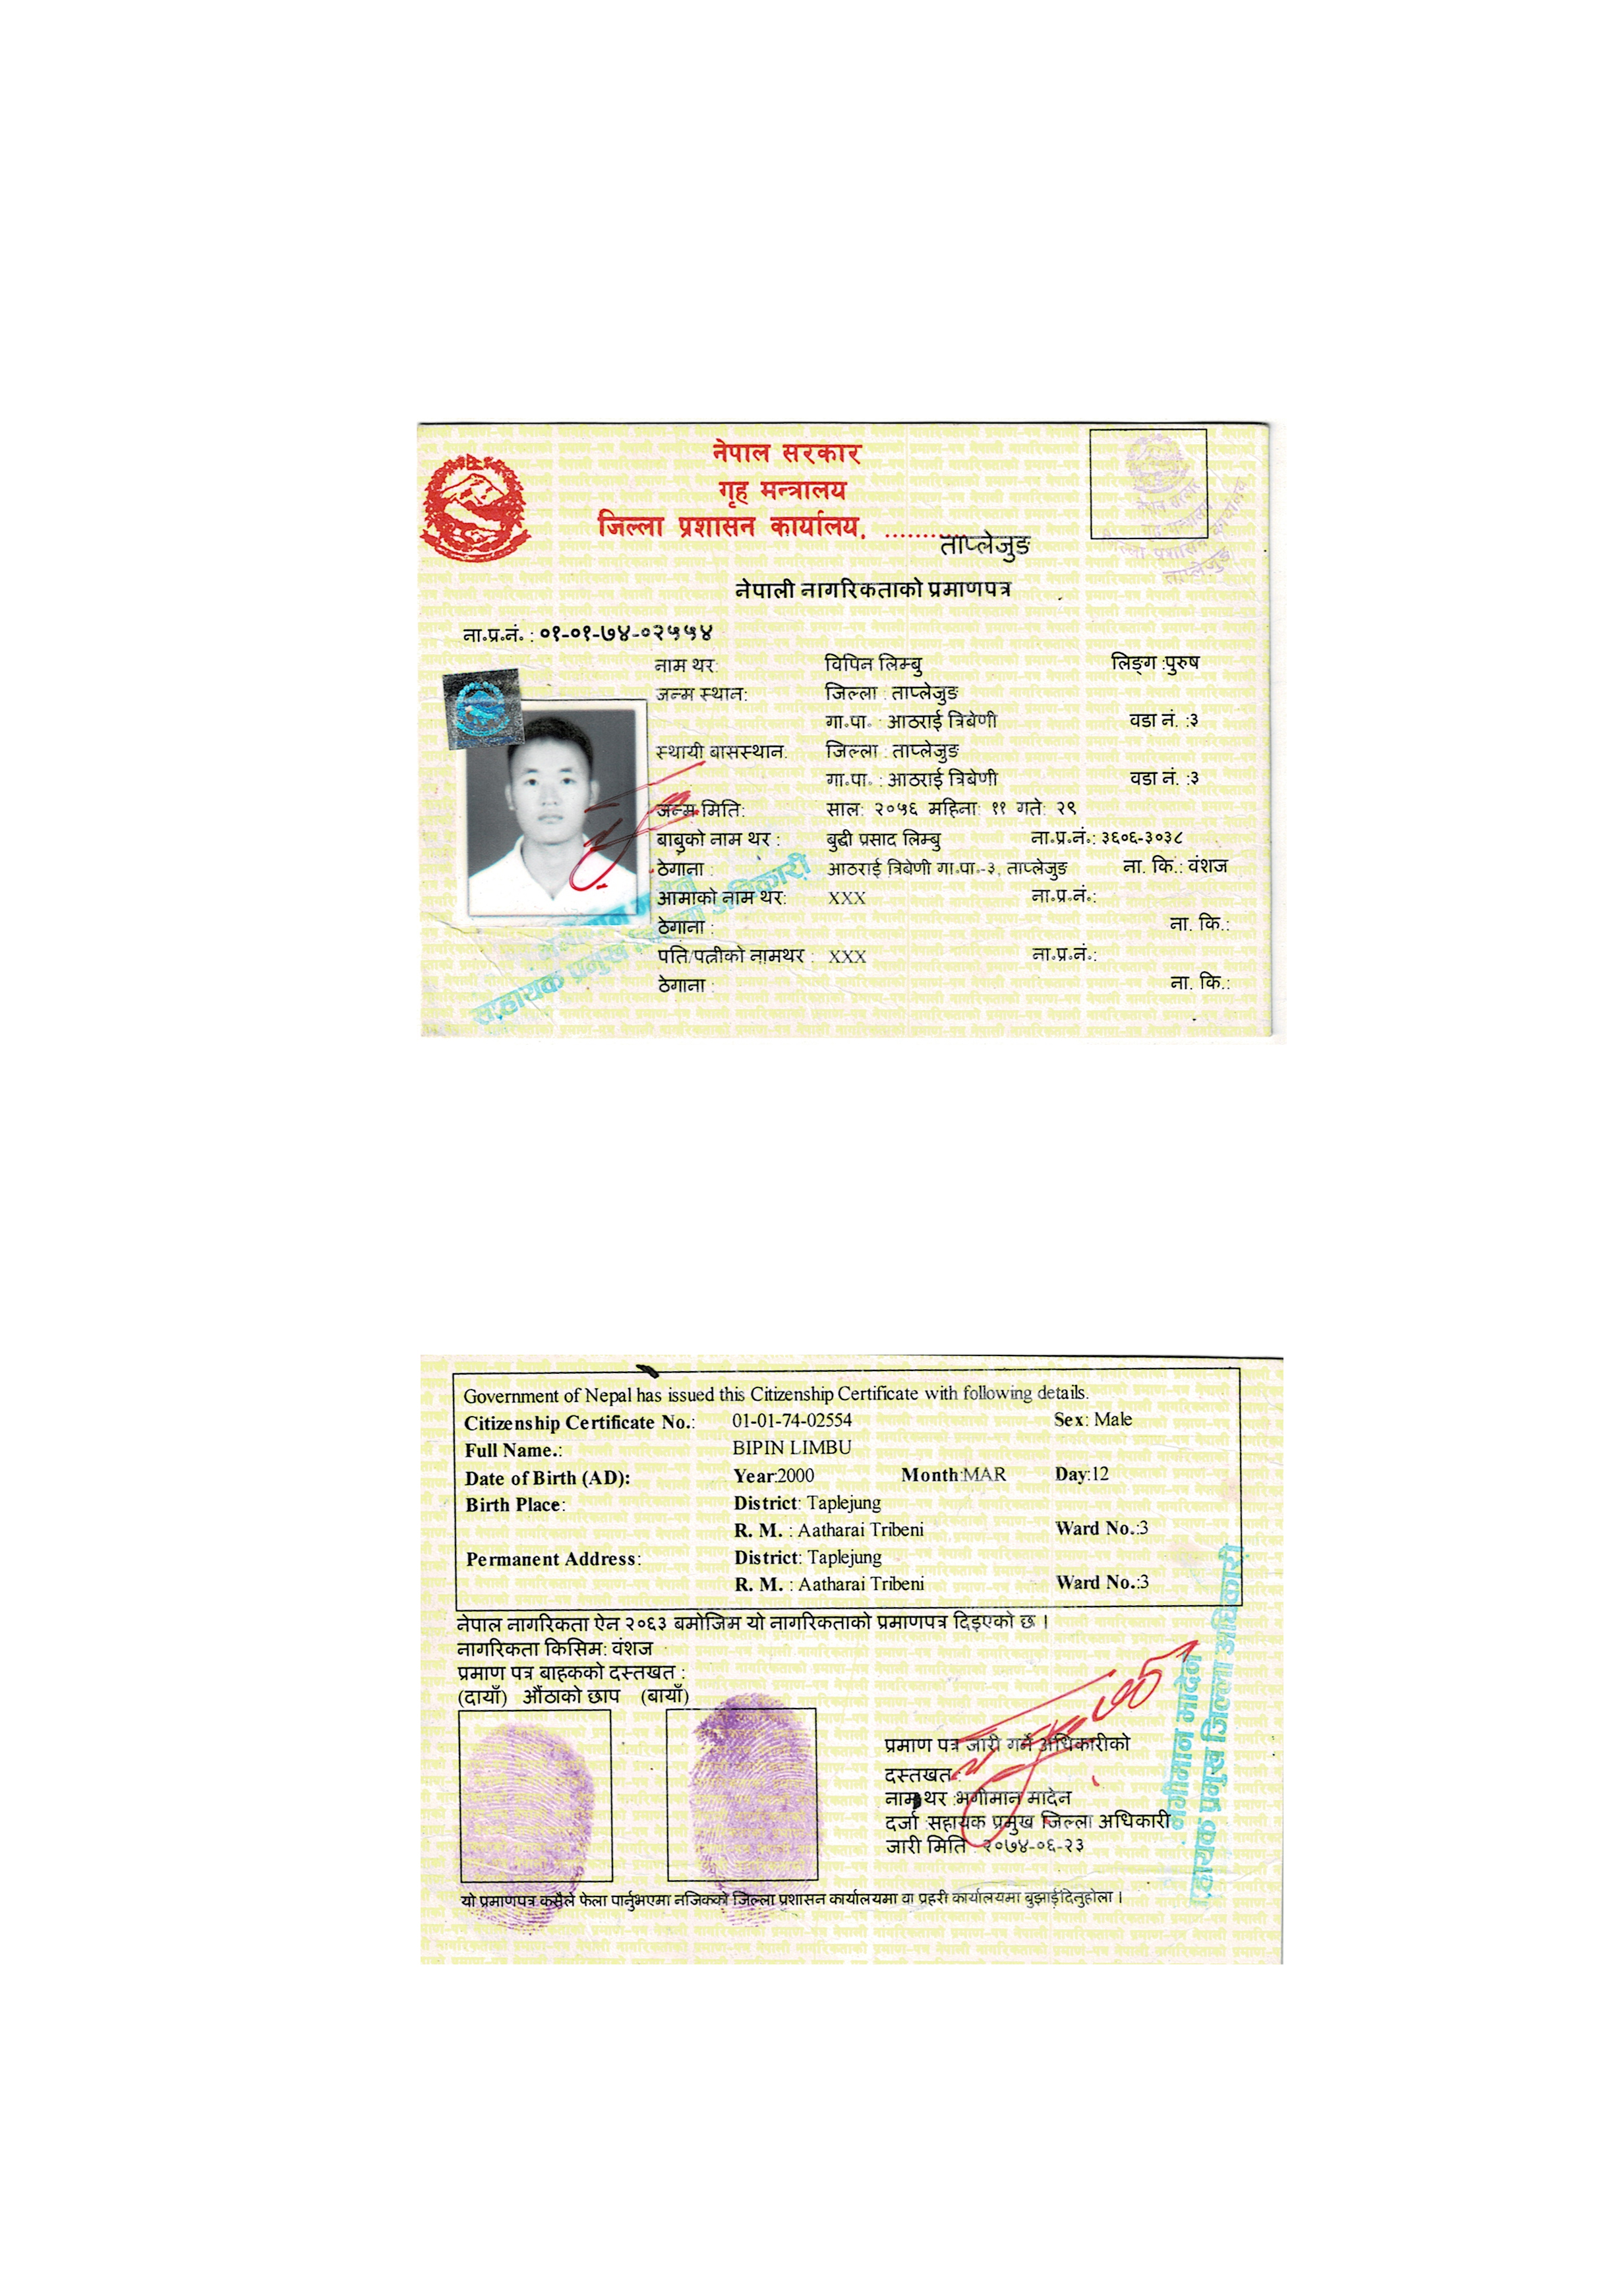 नेपाल सरकार
गृह मन्त्रालय
जिल्ला प्रशासन कार्यालय, ........ताप्लेजुङ
नेपाल सरकार
गृह मन्त्रालय
जिल्ला प्रशासन कार्यालय
ताप्लेजुङ
नेपाली नागरिकताको प्रमाणपत्र
ना॰प्र॰नं॰ : ०१-०१-७४-०२५५४
नाम थर: विपिन लिम्बु लिङ्ग :पुरुष
जन्म स्थान: जिल्ला : ताप्लेजुङ
गा॰पा॰ : आठराई त्रिबेणी वडा नं. :३
स्थायी बासस्थान: जिल्ला : ताप्लेजुङ
गा॰पा॰ : आठराई त्रिबेणी वडा नं. :३
जन्म मिति: साल: २०५६ महिना: ११ गते: २९
बाबुको नाम थर : बुद्धी प्रसाद लिम्बु ना॰प्र॰नं॰: ३६०६-३०३८
ठेगाना : आठराई त्रिबेणी गा॰पा॰-३, ताप्लेजुङ ना. कि.: वंशज
आमाको नाम थर: XXX ना॰प्र॰नं॰:
ठेगाना : ना. कि.:
पति/पत्नीको नामथर : XXX ना॰प्र॰नं॰:
ठेगाना : ना. कि.:
सहायक प्रमुख जिल्ला अधिकारी
Government of Nepal has issued this Citizenship Certificate with following details.
Citizenship Certificate No.: 01-01-74-02554 Sex: Male
Full Name.: BIPIN LIMBU
Date of Birth (AD): Year:2000 Month:MAR Day:12
Birth Place: District: Taplejung
R. M. : Aatharai Tribeni Ward No.:3
Permanent Address: District: Taplejung
R. M. : Aatharai Tribeni Ward No.:3
नेपाल नागरिकता ऐन २०६३ बमोजिम यो नागरिकताको प्रमाणपत्र दिइएको छ ।
नागरिकता किसिम: वंशज
प्रमाण पत्र बाहकको दस्तखत :
(दायाँ) औंठाको छाप (बायाँ)
प्रमाण पत्र जारी गर्ने अधिकारीको
दस्तखत :
नाम थर :भगीमान मादेन
दर्जा :सहायक प्रमुख जिल्ला अधिकारी
जारी मिति : २०७४-०६-२३
भगीमान मादेन
सहायक प्रमुख जिल्ला अधिकारी
यो प्रमाणपत्र कसैले फेला पार्नुभएमा नजिकको जिल्ला प्रशासन कार्यालयमा वा प्रहरी कार्यालयमा बुझाईदिनुहोला ।